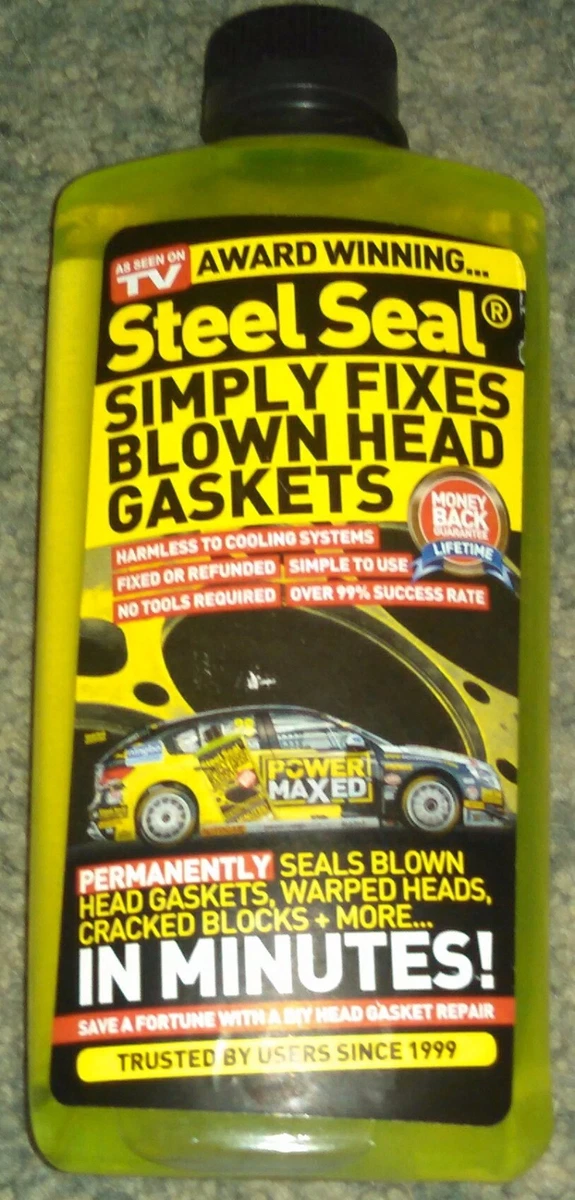 AS SEEN ON
TV
AWARD WINNING...
Steel Seal®
SIMPLY FIXES
BLOWN HEAD
GASKETS
MONEY
BACK
GUARANTEE
LIFETIME
HARMLESS TO COOLING SYSTEMS
FIXED OR REFUNDED SIMPLE TO USE
NO TOOLS REQUIRED OVER 99% SUCCESS RATE
POWER
MAXED
PERMANENTLY SEALS BLOWN
HEAD GASKETS, WARPED HEADS,
CRACKED BLOCKS + MORE...
IN MINUTES!
SAVE A FORTUNE WITH A DIY HEAD GASKET REPAIR
TRUSTED BY USERS SINCE 1999